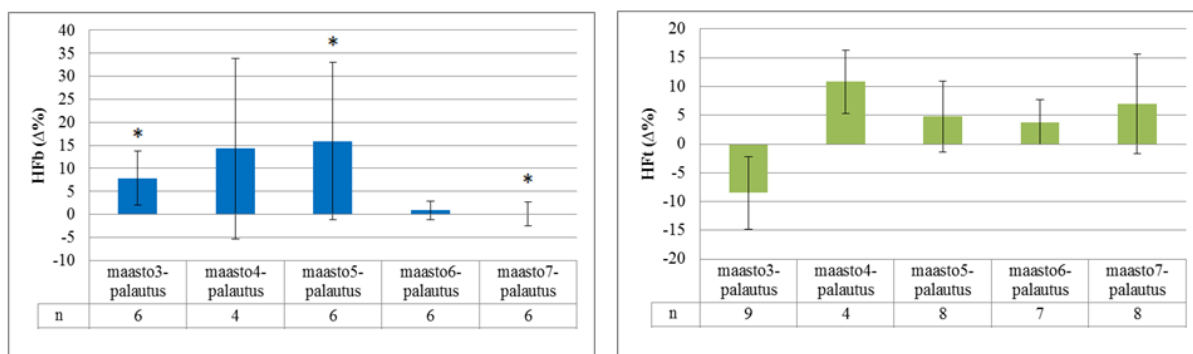 40
35
30
25
20
15
10
5
0
-5
-10
HFb (Δ%)
*
*
*
maasto3-
palautus
maasto4-
palautus
maasto5-
palautus
maasto6-
palautus
maasto7-
palautus
n 6 4 6 6 6
20
15
10
5
0
-5
-10
-15
-20
HFt (Δ%)
maasto3-
palautus
maasto4-
palautus
maasto5-
palautus
maasto6-
palautus
maasto7-
palautus
n 9 4 8 7 8